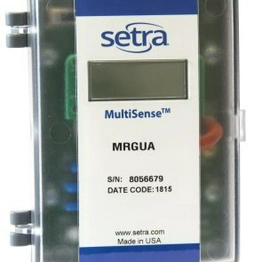 setra
MultiSense™
MRGUA
S/N: 8056679
DATE CODE: 1815
www.setra.com
Made in USA